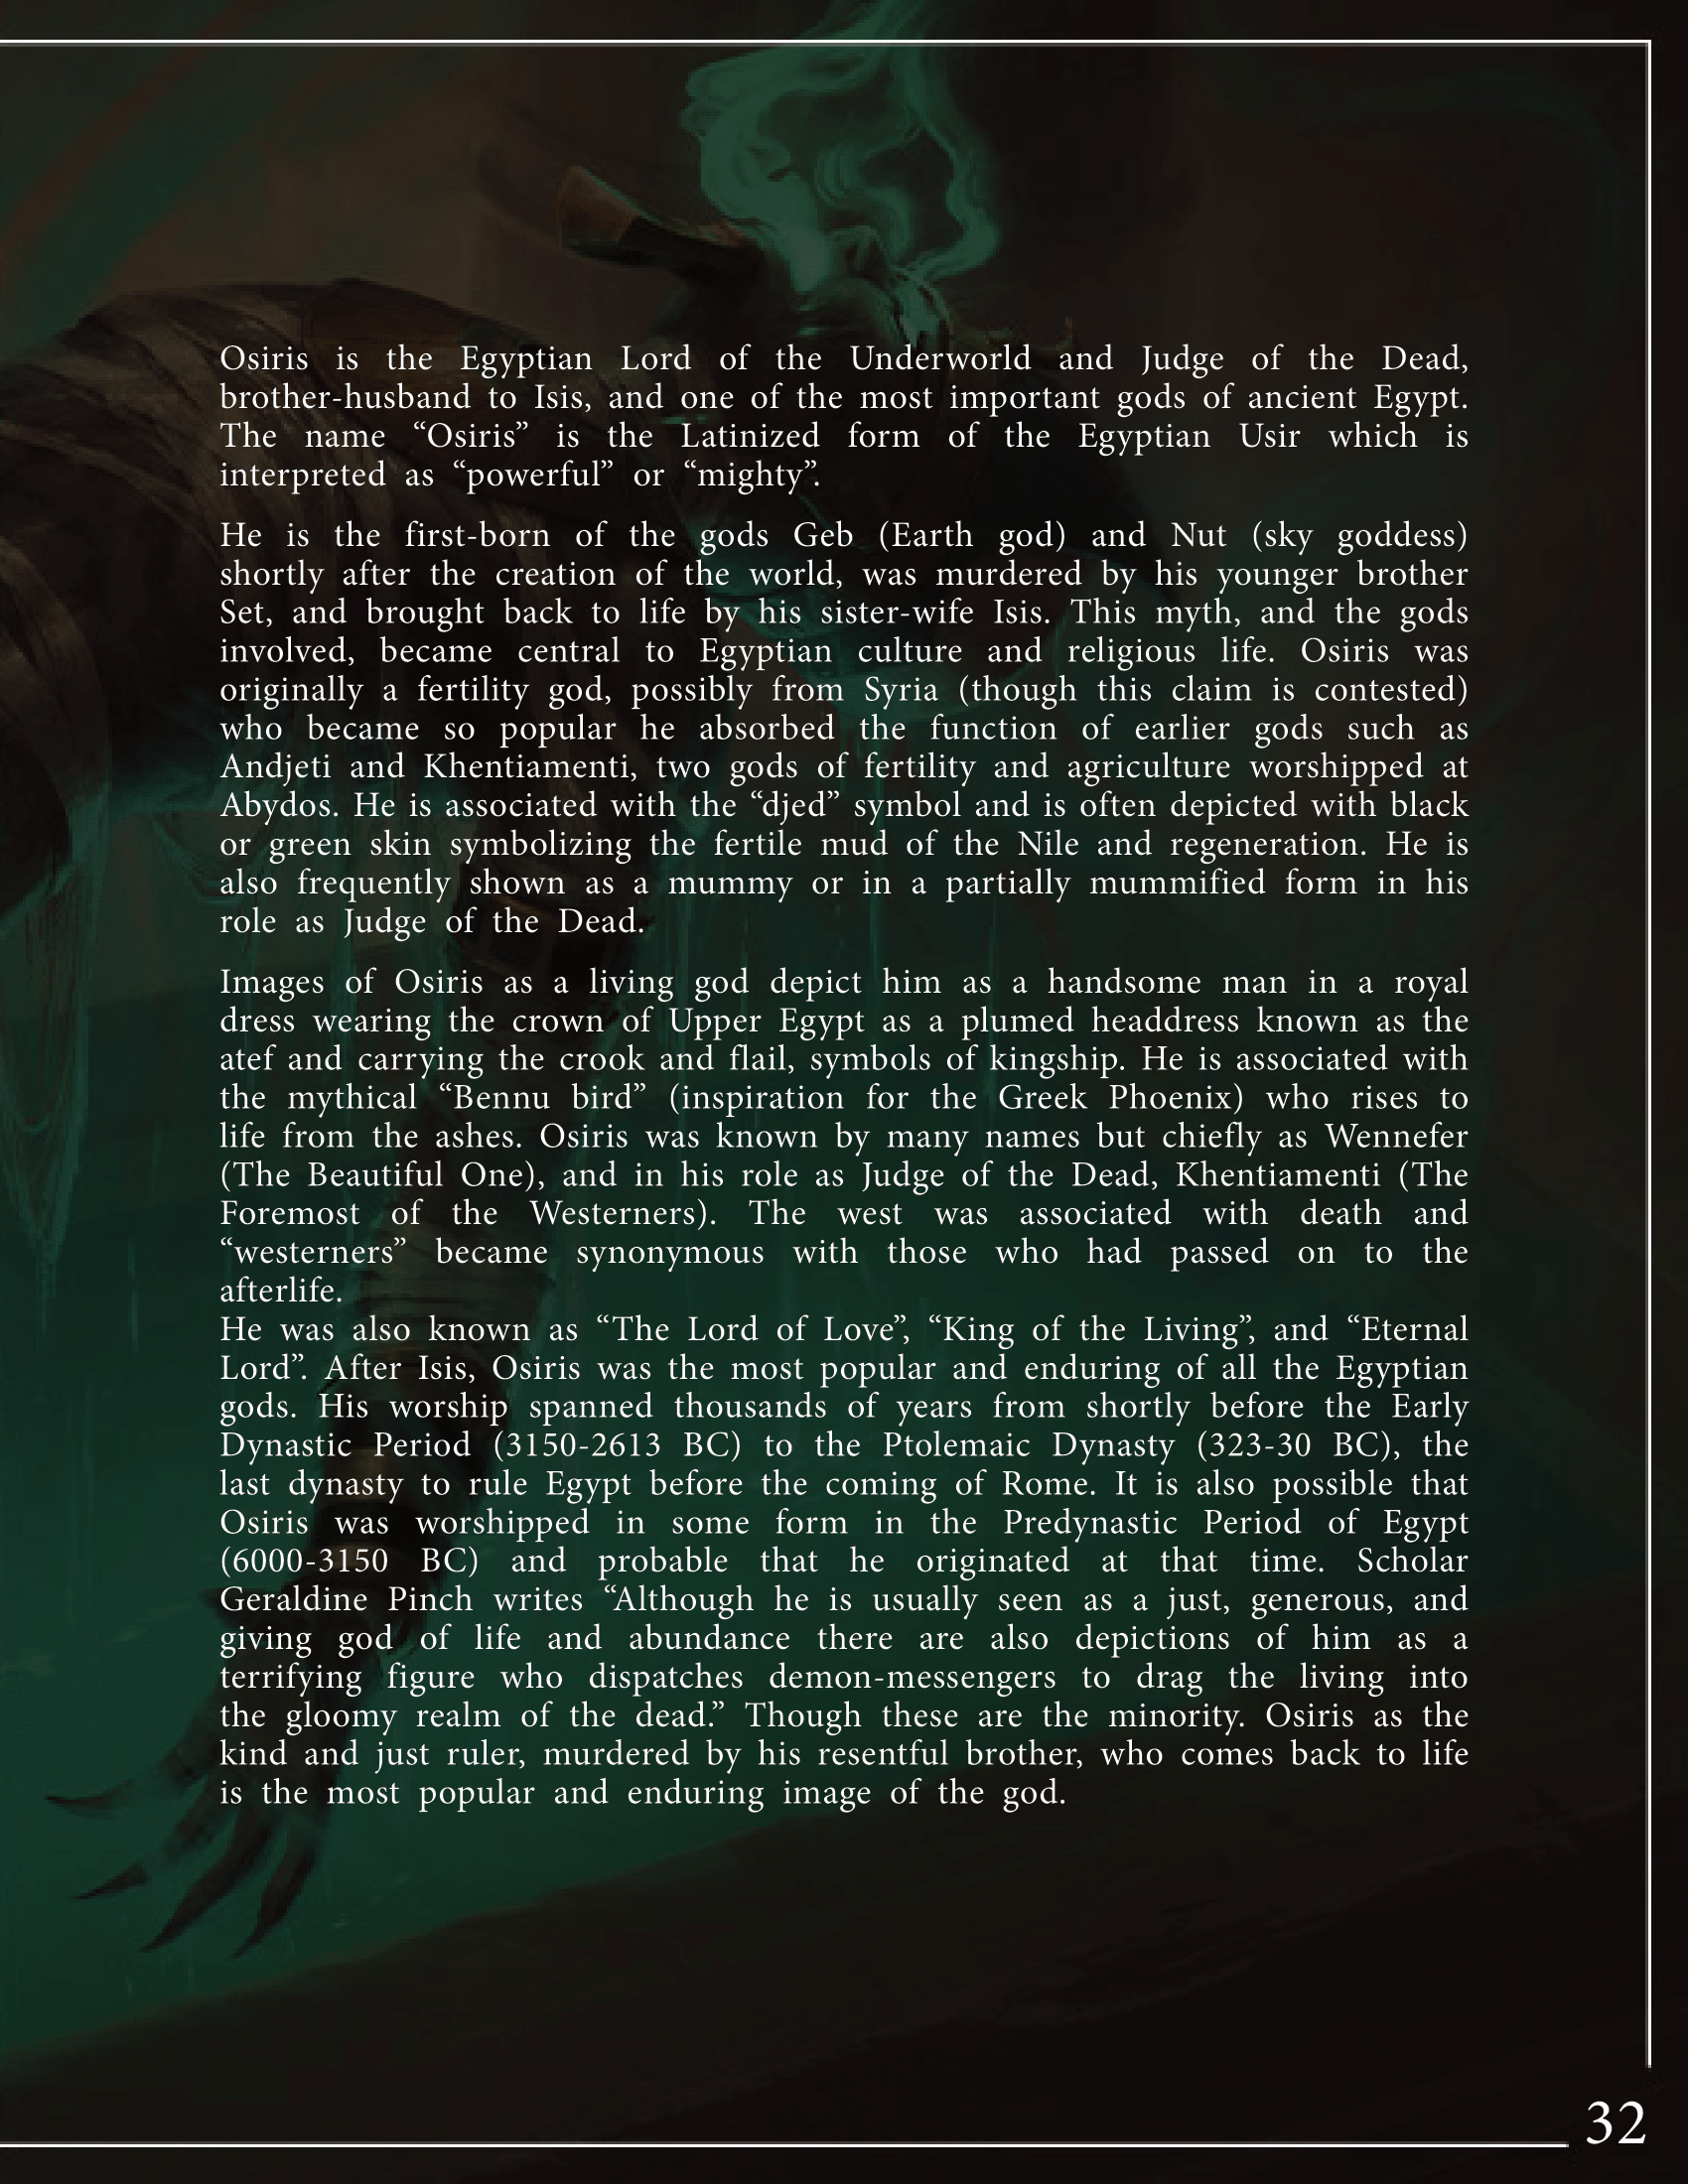 Osiris is the Egyptian Lord of the Underworld and Judge of the Dead,
brother-husband to Isis, and one of the most important gods of ancient Egypt.
The name “Osiris” is the Latinized form of the Egyptian Usir which is
interpreted as “powerful” or “mighty”.
He is the first-born of the gods Geb (Earth god) and Nut (sky goddess)
shortly after the creation of the world, was murdered by his younger brother
Set, and brought back to life by his sister-wife Isis. This myth, and the gods
involved, became central to Egyptian culture and religious life. Osiris was
originally a fertility god, possibly from Syria (though this claim is contested)
who became so popular he absorbed the function of earlier gods such as
Andjeti and Khentiamenti, two gods of fertility and agriculture worshipped at
Abydos. He is associated with the “djed” symbol and is often depicted with black
or green skin symbolizing the fertile mud of the Nile and regeneration. He is
also frequently shown as a mummy or in a partially mummified form in his
role as Judge of the Dead.
Images of Osiris as a living god depict him as a handsome man in a royal
dress wearing the crown of Upper Egypt as a plumed headdress known as the
atef and carrying the crook and flail, symbols of kingship. He is associated with
the mythical “Bennu bird” (inspiration for the Greek Phoenix) who rises to
life from the ashes. Osiris was known by many names but chiefly as Wennefer
(The Beautiful One), and in his role as Judge of the Dead, Khentiamenti (The
Foremost of the Westerners). The west was associated with death and
“westerners” became synonymous with those who had passed on to the
afterlife.
He was also known as “The Lord of Love”, “King of the Living”, and “Eternal
Lord”. After Isis, Osiris was the most popular and enduring of all the Egyptian
gods. His worship spanned thousands of years from shortly before the Early
Dynastic Period (3150-2613 BC) to the Ptolemaic Dynasty (323-30 BC), the
last dynasty to rule Egypt before the coming of Rome. It is also possible that
Osiris was worshipped in some form in the Predynastic Period of Egypt
(6000-3150 BC) and probable that he originated at that time. Scholar
Geraldine Pinch writes “Although he is usually seen as a just, generous, and
giving god of life and abundance there are also depictions of him as a
terrifying figure who dispatches demon-messengers to drag the living into
the gloomy realm of the dead.” Though these are the minority. Osiris as the
kind and just ruler, murdered by his resentful brother, who comes back to life
is the most popular and enduring image of the god.
32